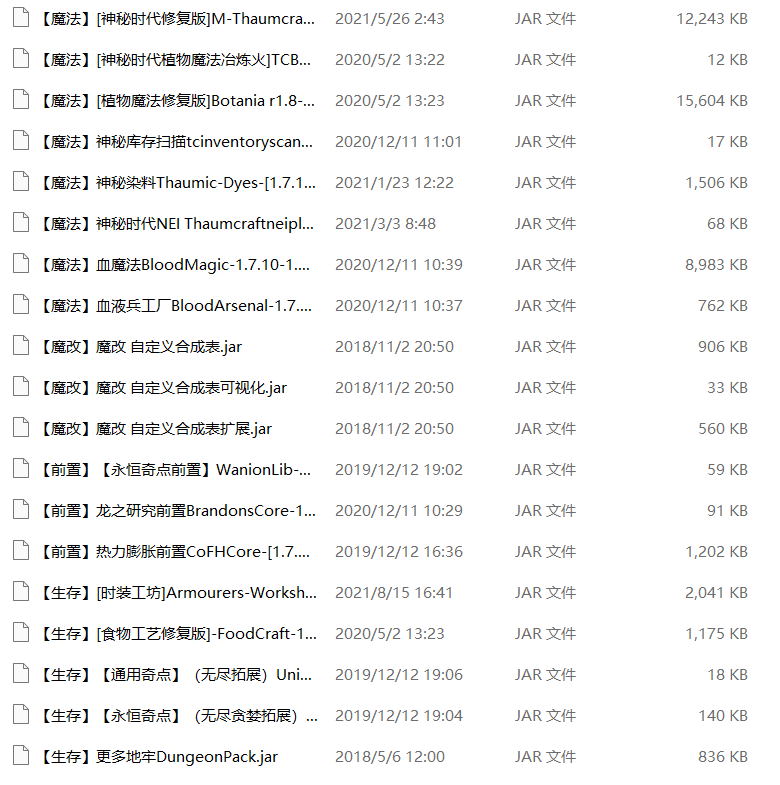 【魔法】[神秘时代修复版]M-Thaumcra... 2021/5/26 2:43 JAR 文件 12,243 KB
【魔法】[神秘时代植物魔法冶炼火]TCB... 2020/5/2 13:22 JAR 文件 12 KB
【魔法】[植物魔法修复版]Botania r1.8-... 2020/5/2 13:23 JAR 文件 15,604 KB
【魔法】神秘库存扫描tcinventoryscan... 2020/12/11 11:01 JAR 文件 17 KB
【魔法】神秘染料Thaumic-Dyes-[1.7.1... 2021/1/23 12:22 JAR 文件 1,506 KB
【魔法】神秘时代NEI Thaumcraftneipl... 2021/3/3 8:48 JAR 文件 68 KB
【魔法】血魔法BloodMagic-1.7.10-1.... 2020/12/11 10:39 JAR 文件 8,983 KB
【魔法】血液兵工厂BloodArsenal-1.7.... 2020/12/11 10:37 JAR 文件 762 KB
【魔改】魔改 自定义合成表.jar 2018/11/2 20:50 JAR 文件 906 KB
【魔改】魔改 自定义合成表可视化.jar 2018/11/2 20:50 JAR 文件 33 KB
【魔改】魔改 自定义合成表扩展.jar 2018/11/2 20:50 JAR 文件 560 KB
【前置】【永恒奇点前置】WanionLib-... 2019/12/12 19:02 JAR 文件 59 KB
【前置】龙之研究前置BrandonsCore-1... 2020/12/11 10:29 JAR 文件 91 KB
【前置】热力膨胀前置CoFHCore-[1.7.... 2019/12/12 16:36 JAR 文件 1,202 KB
【生存】[时装工坊]Armourers-Worksh... 2021/8/15 16:41 JAR 文件 2,041 KB
【生存】[食物工艺修复版]-FoodCraft-1... 2020/5/2 13:23 JAR 文件 1,175 KB
【生存】【通用奇点】（无尽拓展）Uni... 2019/12/12 19:06 JAR 文件 18 KB
【生存】【永恒奇点】（无尽贪婪拓展）... 2019/12/12 19:04 JAR 文件 140 KB
【生存】更多地牢DungeonPack.jar 2018/5/6 12:00 JAR 文件 836 KB